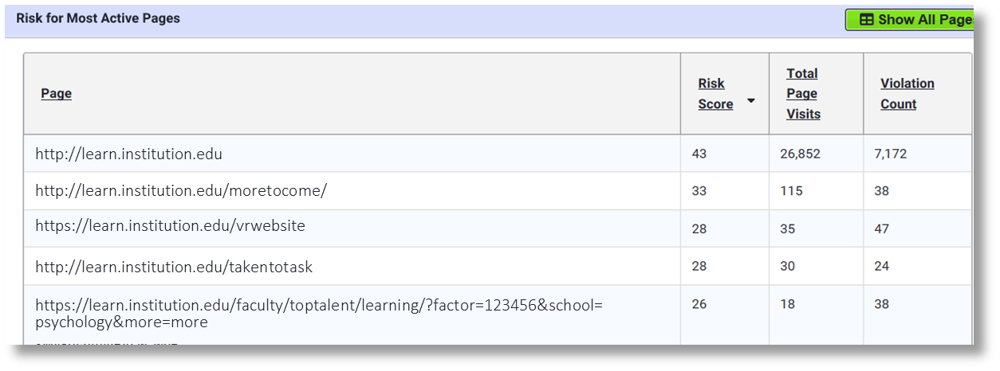 Risk for Most Active Pages
Show All Page
Page
Risk
Score
Total
Page
Visits
Violation
Count
http://learn.institution.edu 43 26,852 7,172
http://learn.institution.edu/moretocome/ 33 115 38
https://learn.institution.edu/vrwebsite 28 35 47
http://learn.institution.edu/takentotask 28 30 24
https://learn.institution.edu/faculty/toptalent/learning/?factor=123456&school= 26 18 38
psychology&more=more